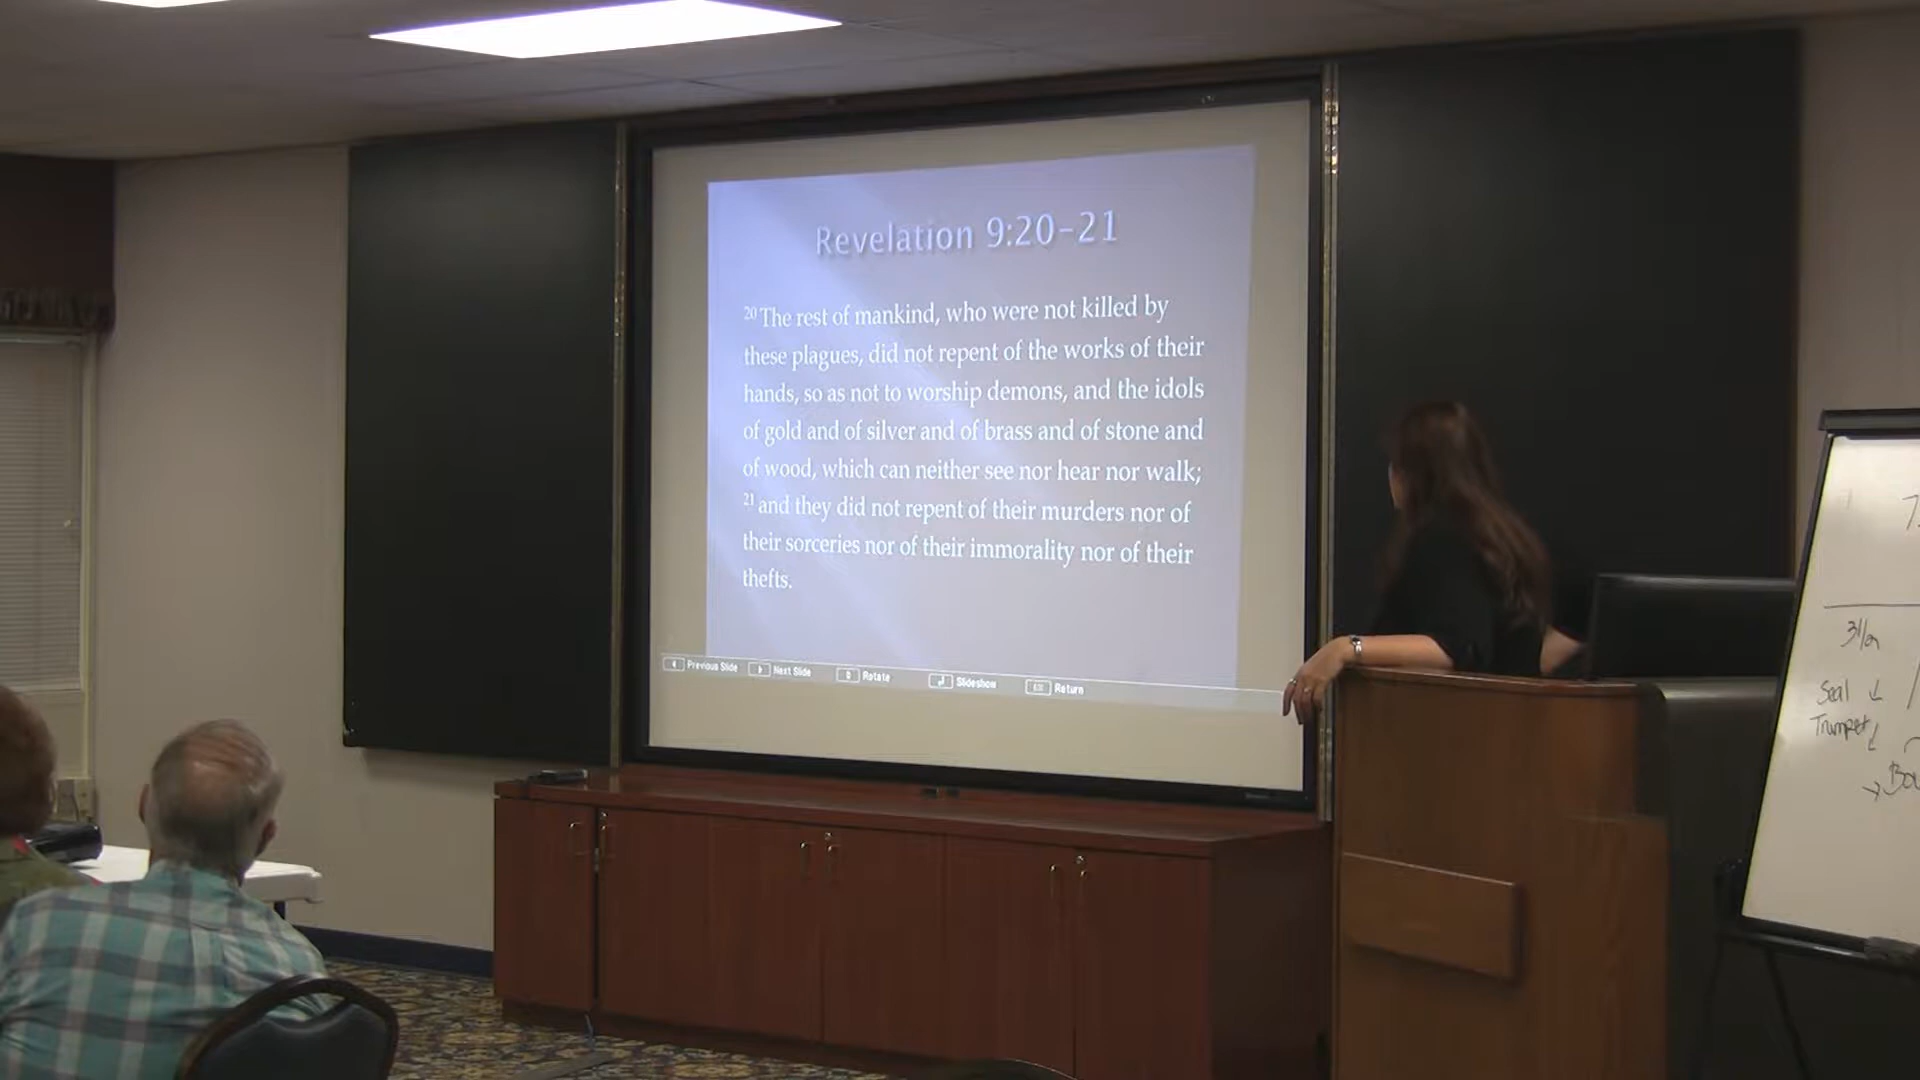 Revelation 9:20-21
20 The rest of mankind, who were not killed by
these plagues, did not repent of the works of their
hands, so as not to worship demons, and the idols
of gold and of silver and of brass and of stone and
of wood, which can neither see nor hear nor walk;
21 and they did not repent of their murders nor of
their sorceries nor of their immorality nor of their
thefts.
Previous Slide Next Slide Rotate Slideshow Return
Seal
Trumpet